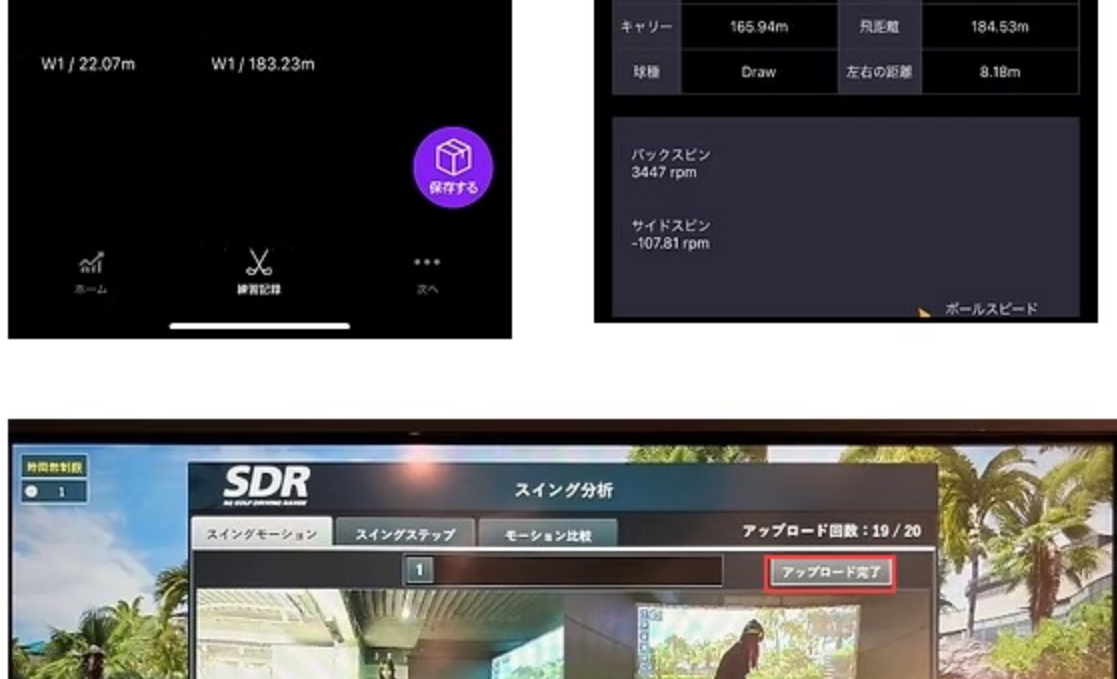 W1 / 22.07m
W1 / 183.23m
保存する
ホーム
練習記録
次へ
キャリー 165.94m 飛距離 184.53m
球種 Draw 左右の距離 8.18m
バックスピン
3447 rpm
サイドスピン
-107.81 rpm
ボールスピード
時間無制限
1
SDR
スイング分析
スイングモーション スイングステップ モーション比較 アップロード回数：19 / 20
1
アップロード完了